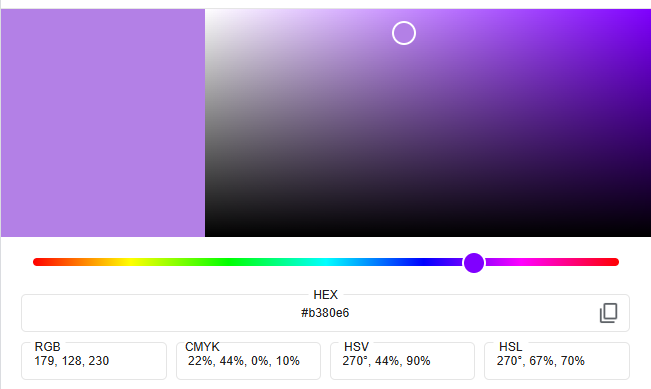 HEX
#b380e6
RGB
179, 128, 230
CMYK
22%, 44%, 0%, 10%
HSV
270°, 44%, 90%
HSL
270°, 67%, 70%